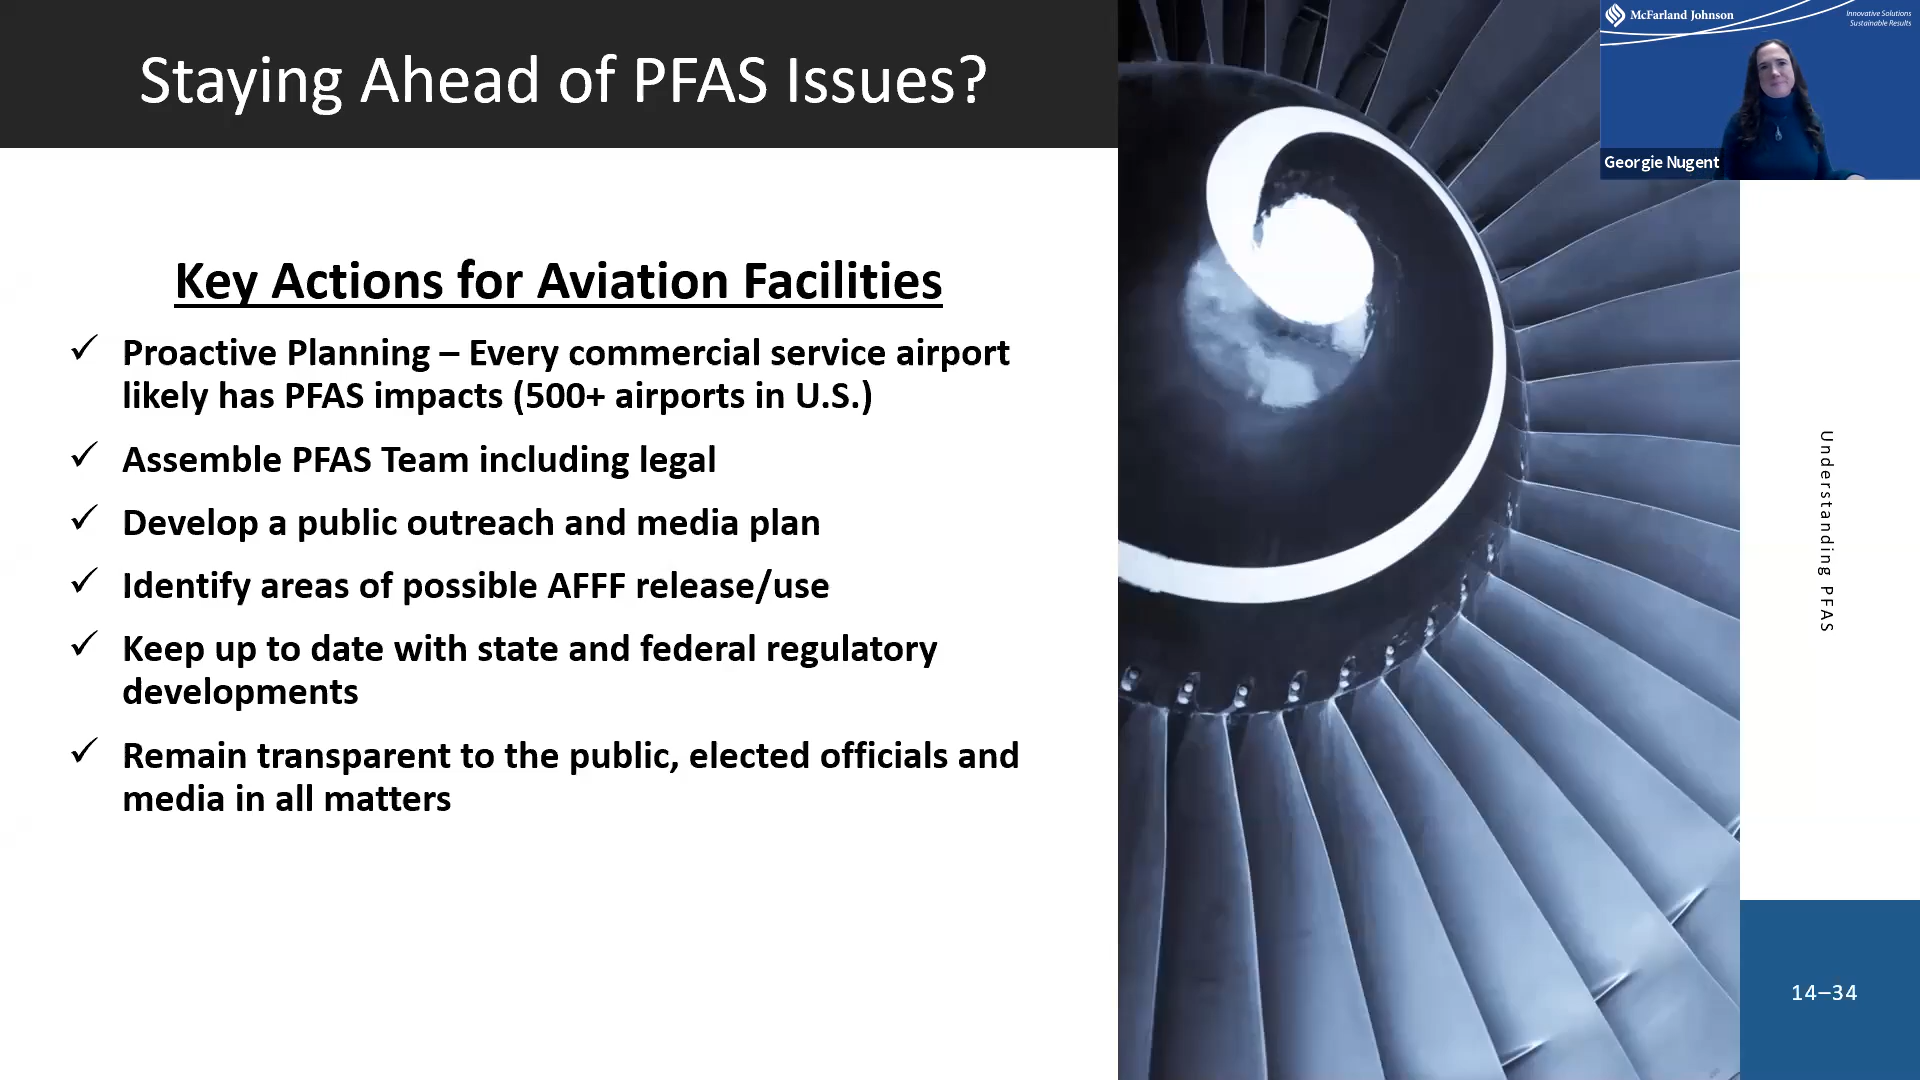 Staying Ahead of PFAS Issues?
McFarland Johnson
Innovative Solutions
Sustainable Results
Georgie Nugent
Key Actions for Aviation Facilities
✓ Proactive Planning – Every commercial service airport
likely has PFAS impacts (500+ airports in U.S.)
✓ Assemble PFAS Team including legal
✓ Develop a public outreach and media plan
✓ Identify areas of possible AFFF release/use
✓ Keep up to date with state and federal regulatory
developments
✓ Remain transparent to the public, elected officials and
media in all matters
Understanding PFAS
14–34